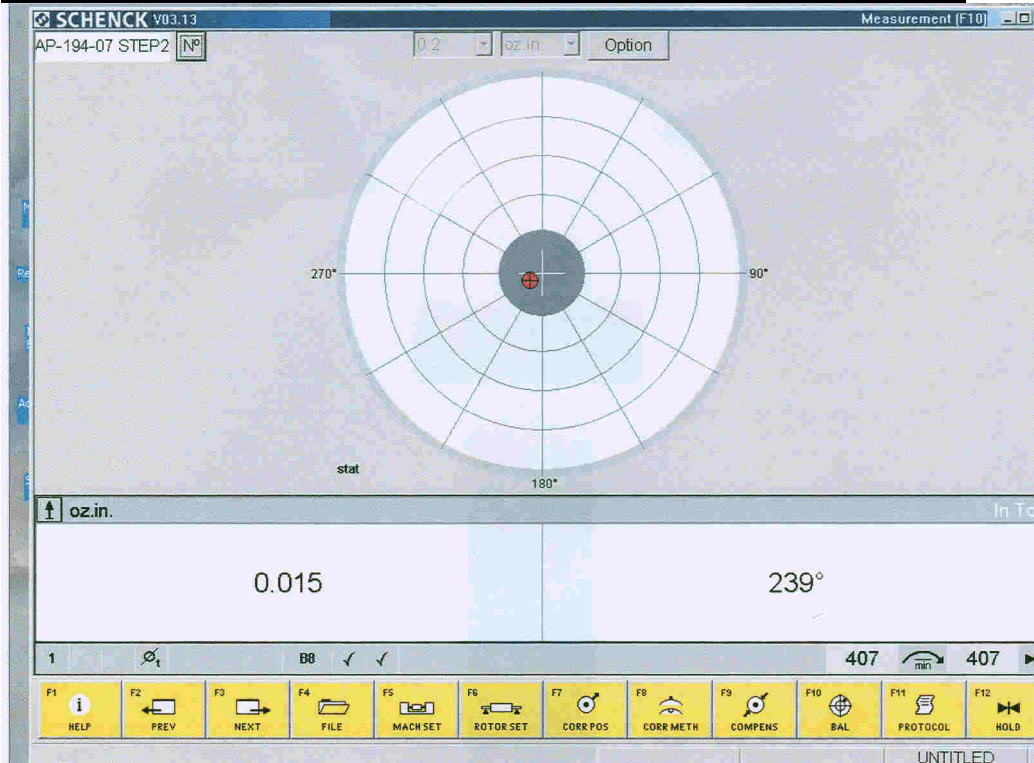 SCHENCK V03.13
Measurement (F10)
AP-194-07 STEP2 Nº
0.2 oz.in. Option
270°
90°
stat
180°
oz.in.
In To
0.015 239°
1 Ø t B8 ✓ ✓ 407 min 407
F1 F2 F3 F4 F5 F6 F7 F8 F9 F10 F11 F12
HELP PREV NEXT FILE MACH SET ROTOR SET CORR POS CORR METH COMPENS BAL PROTOCOL HOLD
UNTITLED